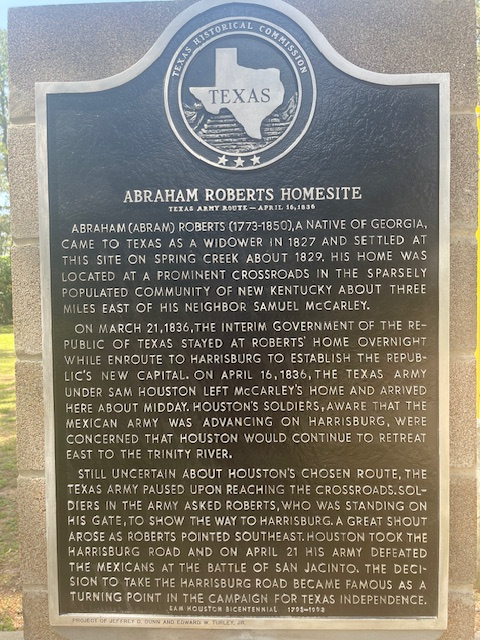 TEXAS HISTORICAL COMMISSION
TEXAS
ABRAHAM ROBERTS HOMESITE
TEXAS ARMY ROUTE — APRIL 16, 1836
ABRAHAM (ABRAM) ROBERTS (1773-1850), A NATIVE OF GEORGIA,
CAME TO TEXAS AS A WIDOWER IN 1827 AND SETTLED AT
THIS SITE ON SPRING CREEK ABOUT 1829. HIS HOME WAS
LOCATED AT A PROMINENT CROSSROADS IN THE SPARSELY
POPULATED COMMUNITY OF NEW KENTUCKY ABOUT THREE
MILES EAST OF HIS NEIGHBOR SAMUEL McCARLEY.
ON MARCH 21, 1836, THE INTERIM GOVERNMENT OF THE RE-
PUBLIC OF TEXAS STAYED AT ROBERTS' HOME OVERNIGHT
WHILE ENROUTE TO HARRISBURG TO ESTABLISH THE REPUB-
LIC'S NEW CAPITAL. ON APRIL 16, 1836, THE TEXAS ARMY
UNDER SAM HOUSTON LEFT McCARLEY'S HOME AND ARRIVED
HERE ABOUT MIDDAY. HOUSTON'S SOLDIERS, AWARE THAT THE
MEXICAN ARMY WAS ADVANCING ON HARRISBURG, WERE
CONCERNED THAT HOUSTON WOULD CONTINUE TO RETREAT
EAST TO THE TRINITY RIVER.
STILL UNCERTAIN ABOUT HOUSTON'S CHOSEN ROUTE, THE
TEXAS ARMY PAUSED UPON REACHING THE CROSSROADS. SOL-
DIERS IN THE ARMY ASKED ROBERTS, WHO WAS STANDING ON
HIS GATE, TO SHOW THE WAY TO HARRISBURG. A GREAT SHOUT
AROSE AS ROBERTS POINTED SOUTHEAST. HOUSTON TOOK THE
HARRISBURG ROAD AND ON APRIL 21 HIS ARMY DEFEATED
THE MEXICANS AT THE BATTLE OF SAN JACINTO. THE DECI-
SION TO TAKE THE HARRISBURG ROAD BECAME FAMOUS AS A
TURNING POINT IN THE CAMPAIGN FOR TEXAS INDEPENDENCE.
SAM HOUSTON BICENTENNIAL 1793-1993
PROJECT OF JEFFREY D. DUNN AND EDWARD W. TURLEY, JR.